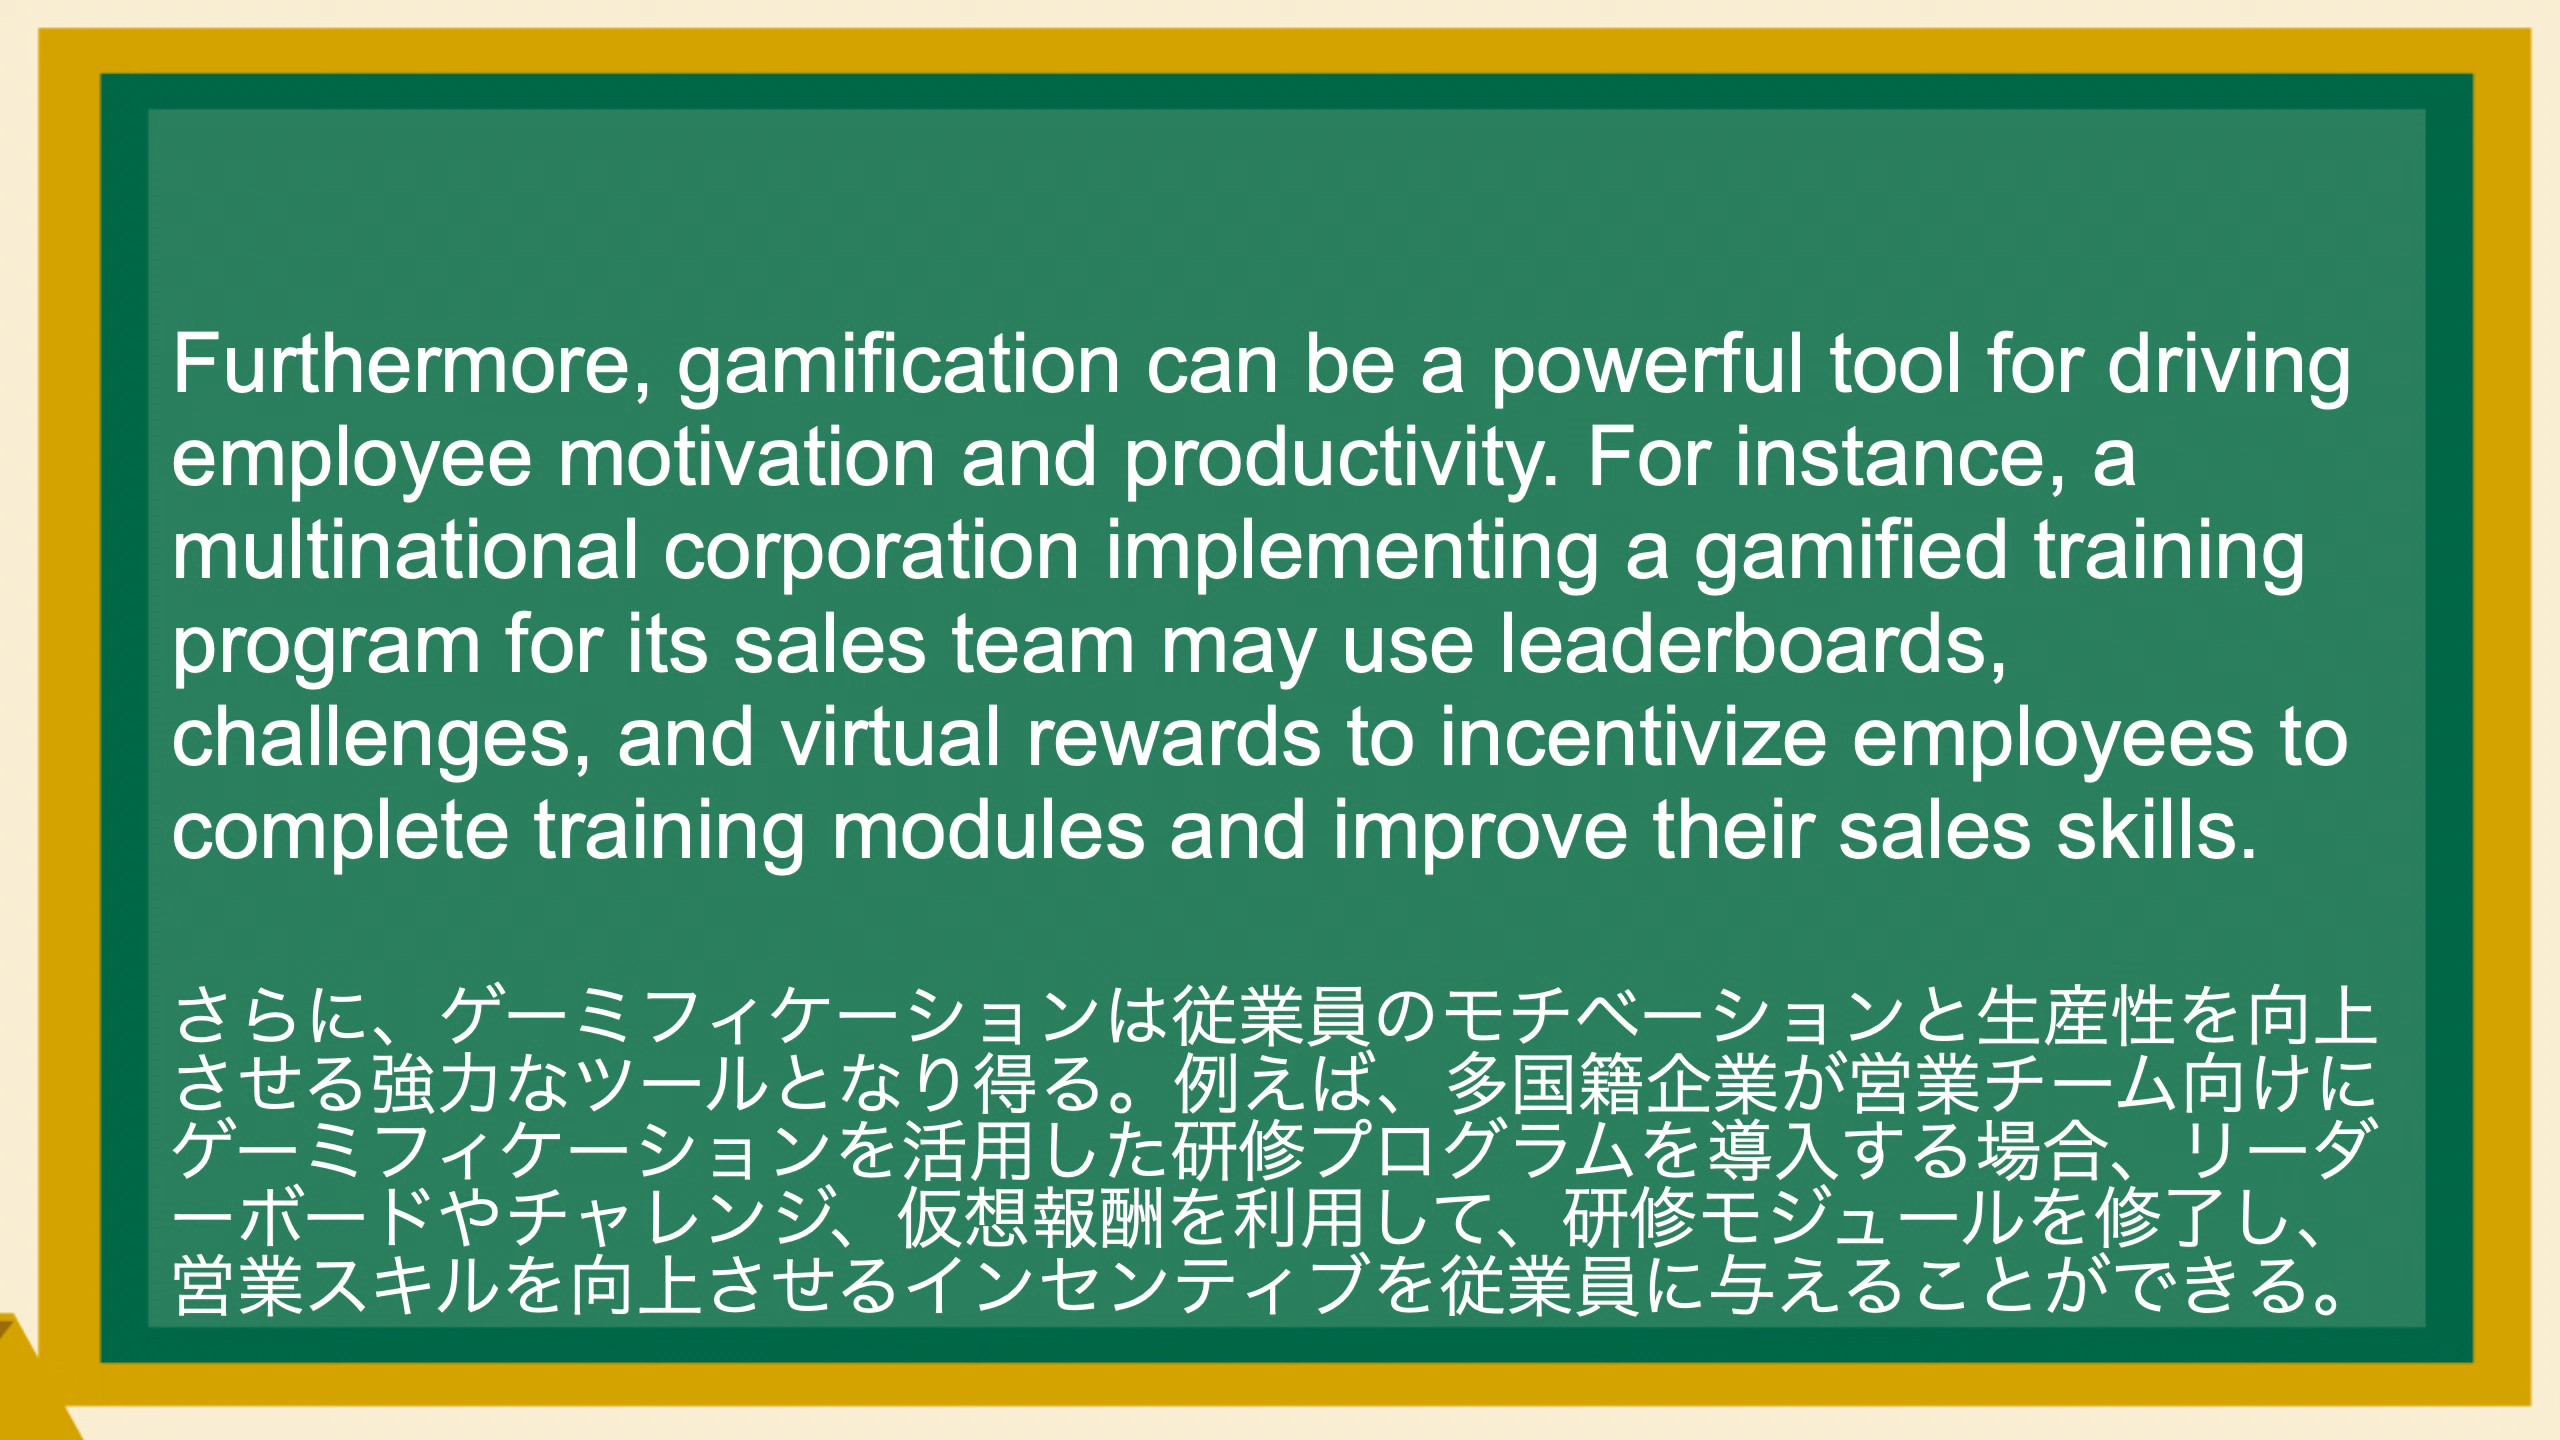 Furthermore, gamification can be a powerful tool for driving
employee motivation and productivity. For instance, a
multinational corporation implementing a gamified training
program for its sales team may use leaderboards,
challenges, and virtual rewards to incentivize employees to
complete training modules and improve their sales skills.
さらに、ゲーミフィケーションは従業員のモチベーションと生産性を向上
させる強力なツールとなり得る。例えば、多国籍企業が営業チーム向けに
ゲーミフィケーションを活用した研修プログラムを導入する場合、リーダ
ーボードやチャレンジ、仮想報酬を利用して、研修モジュールを修了し、
営業スキルを向上させるインセンティブを従業員に与えることができる。